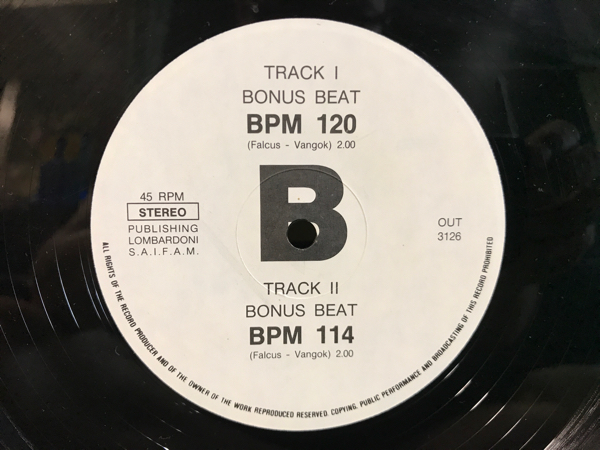 TRACK I
BONUS BEAT
BPM 120
(Falcus - Vangok) 2.00
B
45 RPM
STEREO
PUBLISHING
LOMBARDONI
S.A.I.F.A.M.
OUT
3126
TRACK II
BONUS BEAT
BPM 114
(Falcus - Vangok) 2.00
ALL RIGHTS OF THE RECORD PRODUCER AND OF THE OWNER OF THE WORK REPRODUCED RESERVED. COPYING, PUBLIC PERFORMANCE AND BROADCASTING OF THIS RECORD PROHIBITED